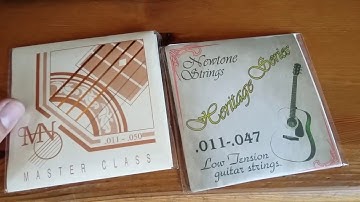 .011-.050
MN
MASTER CLASS
Newtone
Strings
Heritage Series
.011-.047
Low Tension
guitar strings